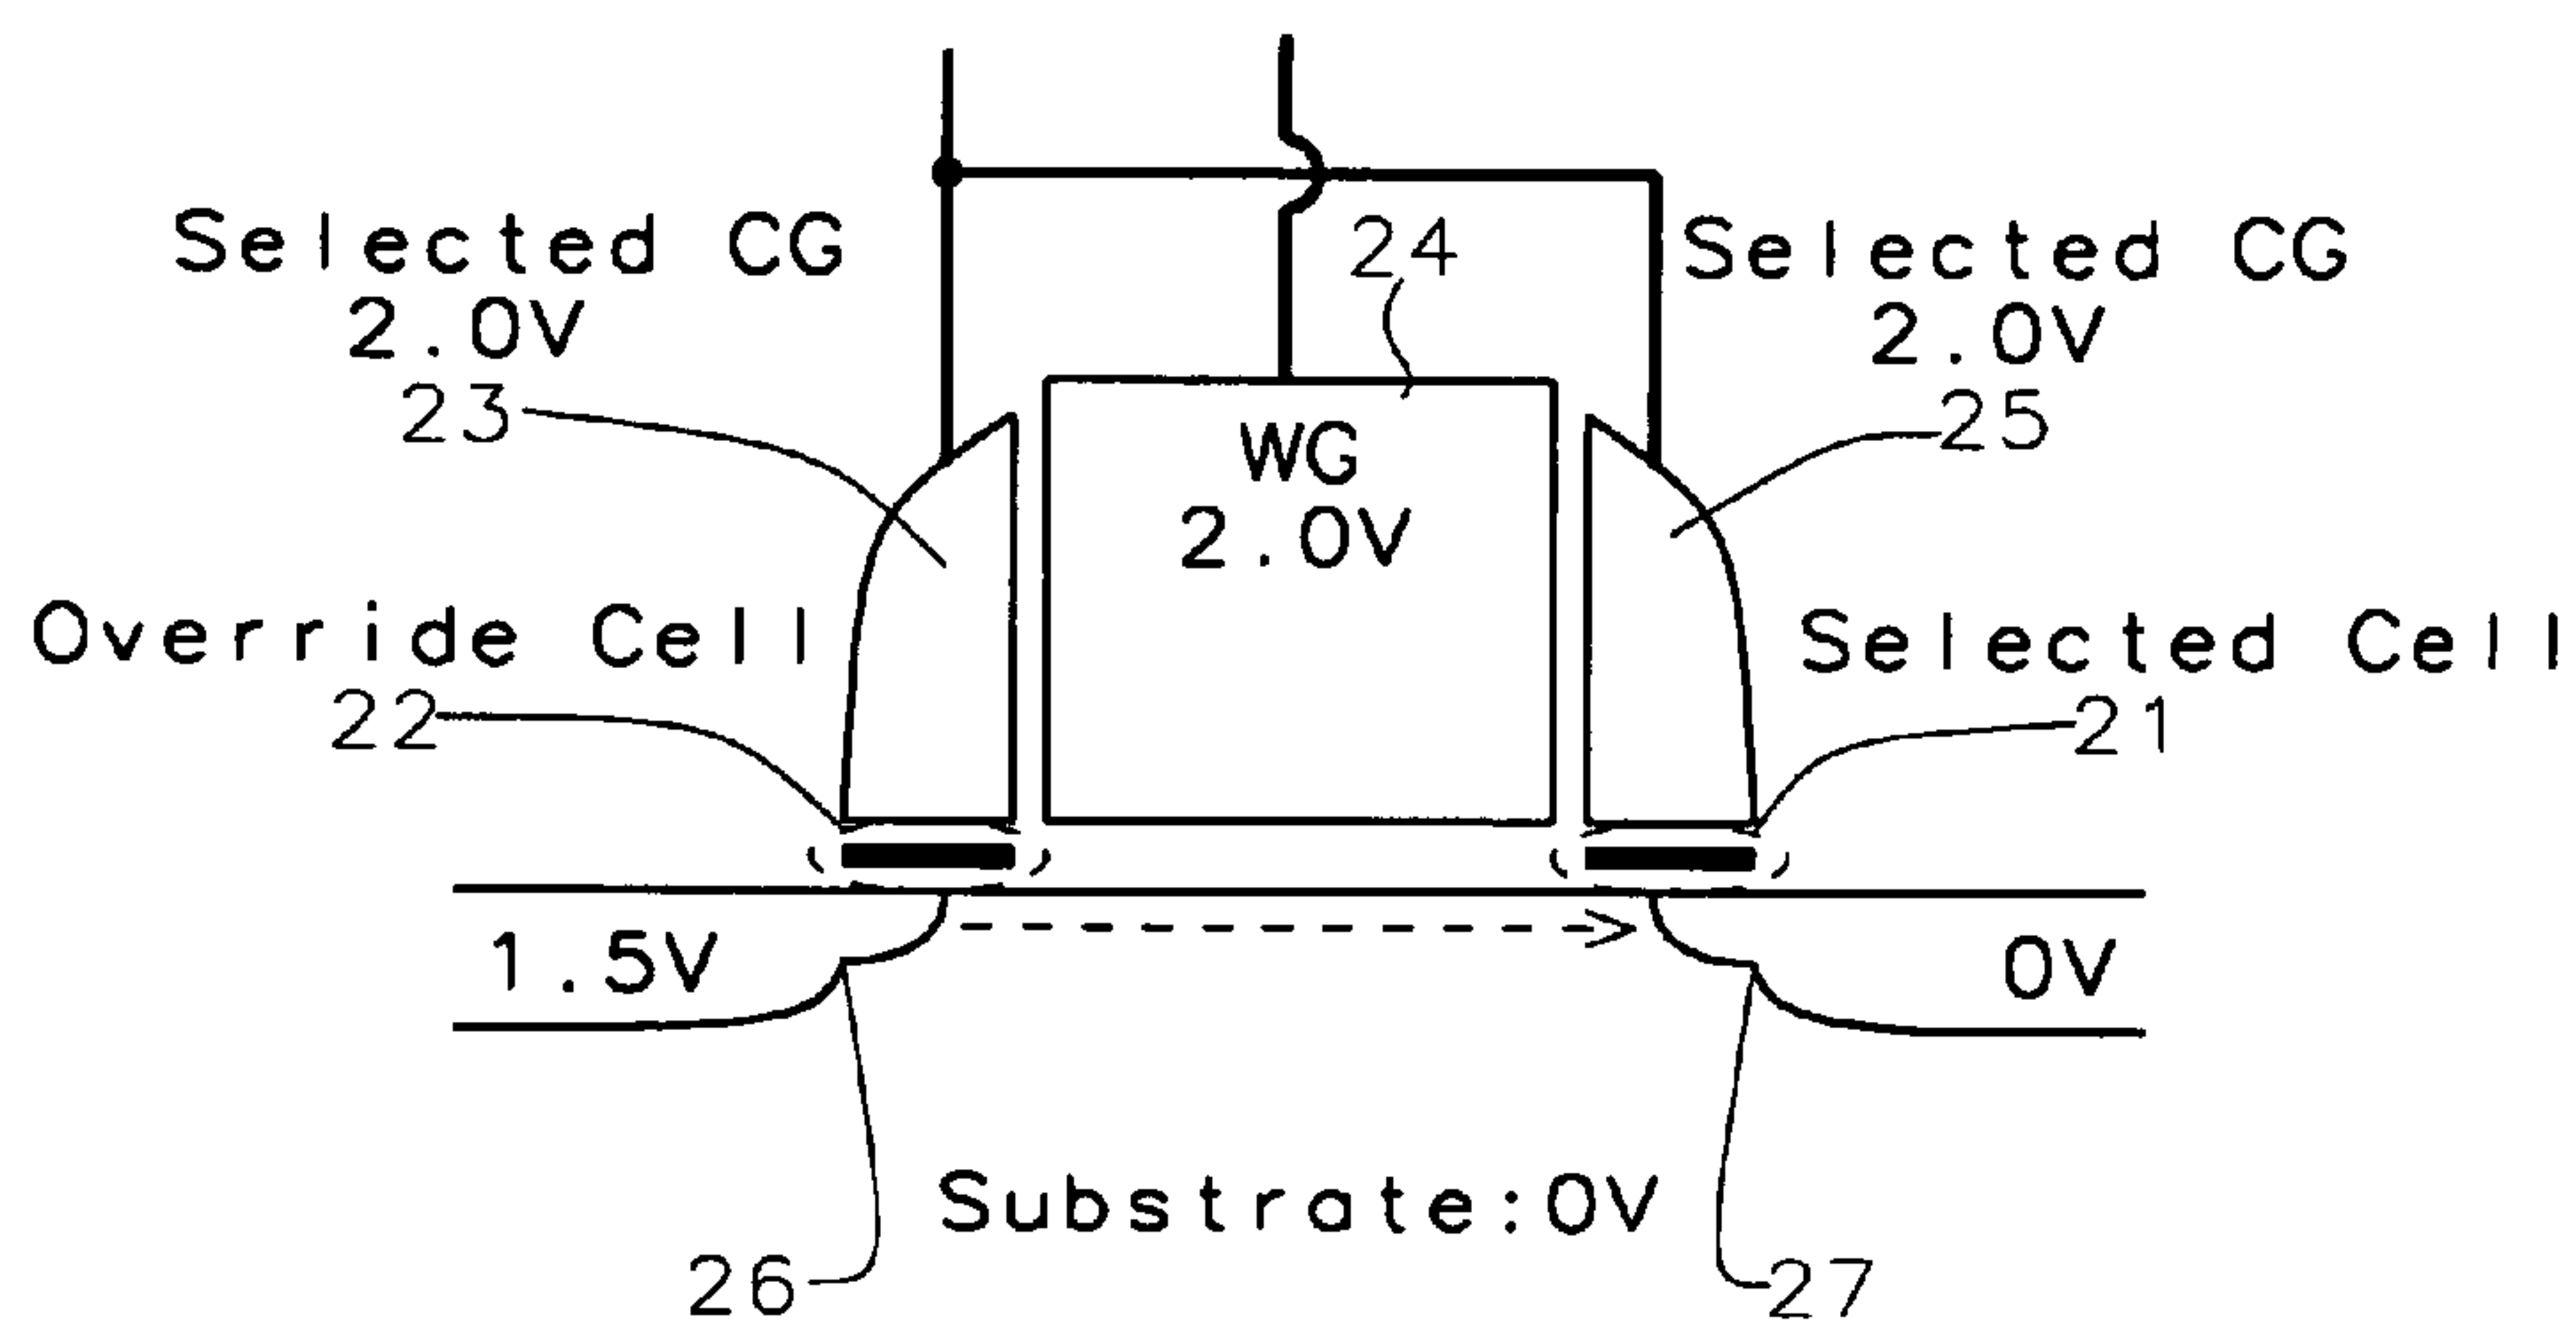 Selected CG
2.0V
23
24
Selected CG
2.0V
25
WG
2.0V
Override Cell
22
Selected Cell
21
1.5V
0V
Substrate:0V
26
27